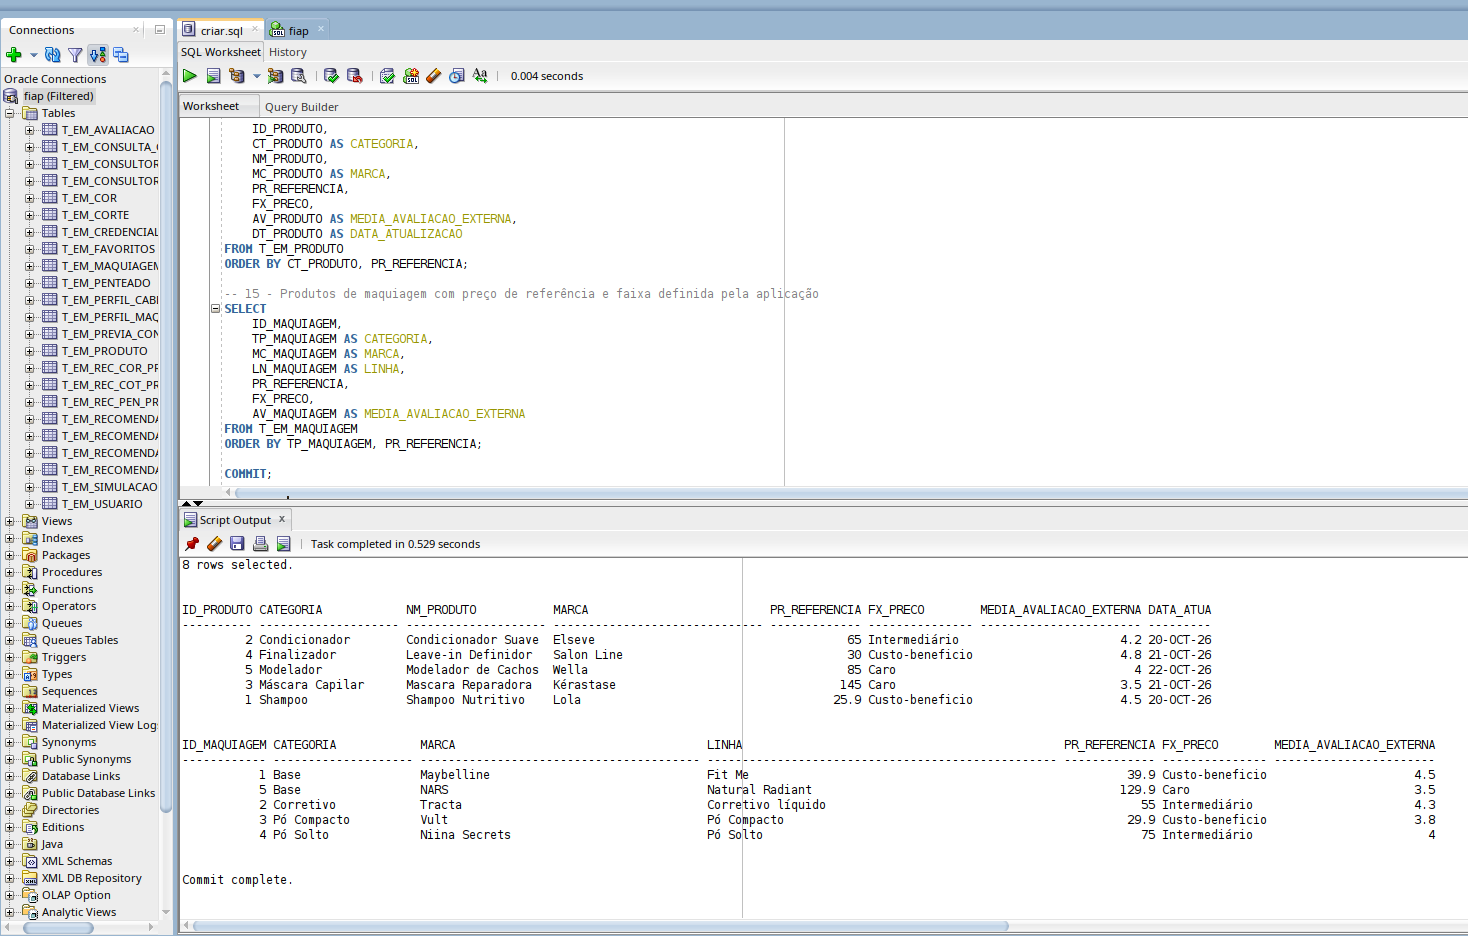 Connections
Oracle Connections
fiap (Filtered)
Tables
T_EM_AVALIACAO
T_EM_CONSULTA_
T_EM_CONSULTOR
T_EM_CONSULTOR
T_EM_COR
T_EM_CORTE
T_EM_CREDENCIAL
T_EM_FAVORITOS
T_EM_MAQUIAGEM
T_EM_PENTEADO
T_EM_PERFIL_CABI
T_EM_PERFIL_MAQ
T_EM_PREVIA_CON
T_EM_PRODUTO
T_EM_REC_COR_PF
T_EM_REC_COT_PR
T_EM_REC_PEN_PR
T_EM_RECOMENDA
T_EM_RECOMENDA
T_EM_RECOMENDA
T_EM_RECOMENDA
T_EM_SIMULACAO
T_EM_USUARIO
Views
Indexes
Packages
Procedures
Functions
Operators
Queues
Queues Tables
Triggers
Types
Sequences
Materialized Views
Materialized View Log
Synonyms
Public Synonyms
Database Links
Public Database Links
Directories
Editions
Java
XML Schemas
XML DB Repository
OLAP Option
Analytic Views
criar.sql fiap
SQL Worksheet History
0.004 seconds
Worksheet Query Builder
ID_PRODUTO,
CT_PRODUTO AS CATEGORIA,
NM_PRODUTO,
MC_PRODUTO AS MARCA,
PR_REFERENCIA,
FX_PRECO,
AV_PRODUTO AS MEDIA_AVALIACAO_EXTERNA,
DT_PRODUTO AS DATA_ATUALIZACAO
FROM T_EM_PRODUTO
ORDER BY CT_PRODUTO, PR_REFERENCIA;
-- 15 - Produtos de maquiagem com preço de referência e faixa definida pela aplicação
SELECT
ID_MAQUIAGEM,
TP_MAQUIAGEM AS CATEGORIA,
MC_MAQUIAGEM AS MARCA,
LN_MAQUIAGEM AS LINHA,
PR_REFERENCIA,
FX_PRECO,
AV_MAQUIAGEM AS MEDIA_AVALIACAO_EXTERNA
FROM T_EM_MAQUIAGEM
ORDER BY TP_MAQUIAGEM, PR_REFERENCIA;
COMMIT;
Script Output x
Task completed in 0.529 seconds
8 rows selected.
ID_PRODUTO CATEGORIA NM_PRODUTO MARCA PR_REFERENCIA FX_PRECO MEDIA_AVALIACAO_EXTERNA DATA_ATUA
---------- -------------------- -------------------- ------------------------------ ------------- --------------- ----------------------- ---------
2 Condicionador Condicionador Suave Elseve 65 Intermediário 4.2 20-OCT-26
4 Finalizador Leave-in Definidor Salon Line 30 Custo-beneficio 4.8 21-OCT-26
5 Modelador Modelador de Cachos Wella 85 Caro 4 22-OCT-26
3 Máscara Capilar Mascara Reparadora Kérastase 145 Caro 3.5 21-OCT-26
1 Shampoo Shampoo Nutritivo Lola 25.9 Custo-beneficio 4.5 20-OCT-26
ID_MAQUIAGEM CATEGORIA MARCA LINHA PR_REFERENCIA FX_PRECO MEDIA_AVALIACAO_EXTERNA
------------ -------------------- ---------------------------------------- -------------------------------------------------- ------------- --------------- -----------------------
1 Base Maybelline Fit Me 39.9 Custo-beneficio 4.5
5 Base NARS Natural Radiant 129.9 Caro 3.5
2 Corretivo Tracta Corretivo líquido 55 Intermediário 4.3
3 Pó Compacto Vult Pó Compacto 29.9 Custo-beneficio 3.8
4 Pó Solto Niina Secrets Pó Solto 75 Intermediário 4
Commit complete.